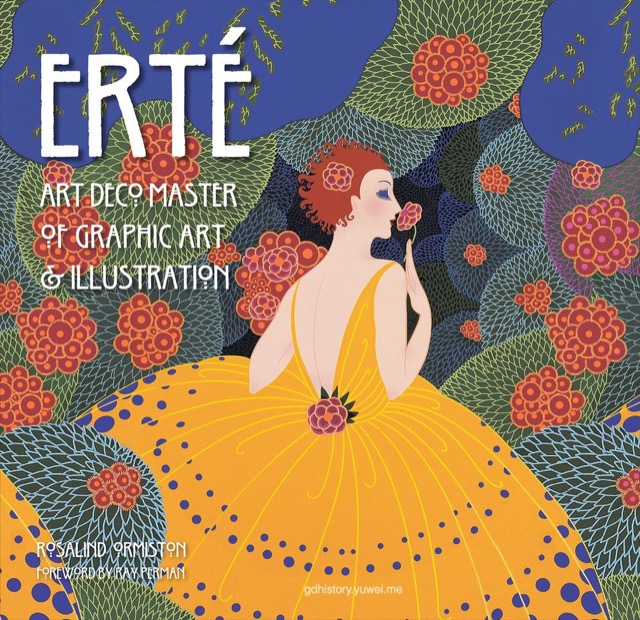 ERTÉ
ART DECO MASTER
OF GRAPHIC ART
& ILLUSTRATION
ROSALIND ORMISTON
FOREWORD BY RAY PERMAN
gdhistory.yuwei.me